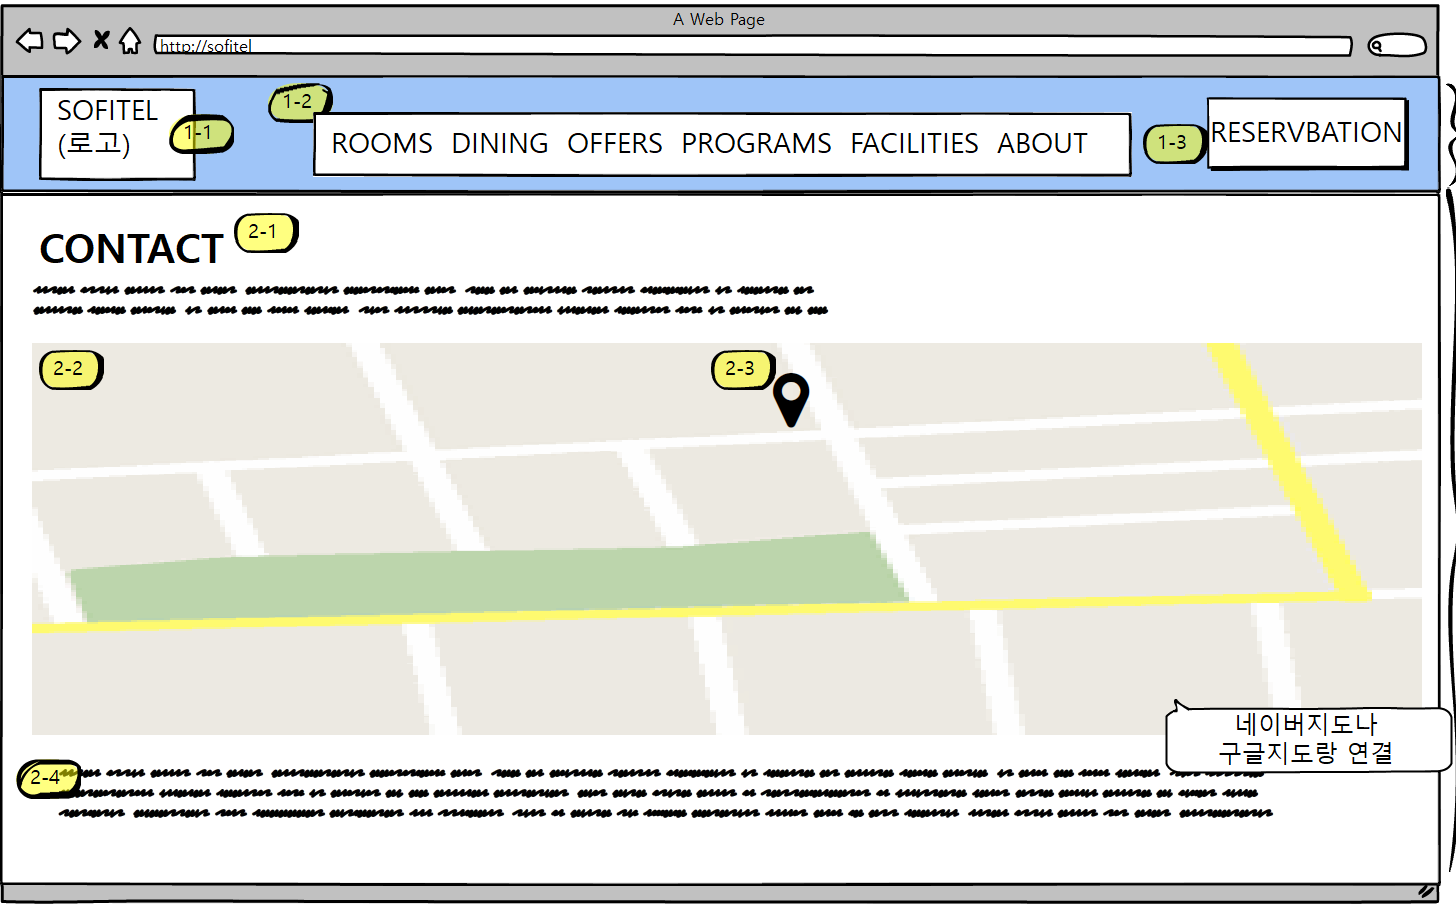 A Web Page
http://sofitel
SOFITEL
(로고)
1-1
1-2
ROOMS DINING OFFERS PROGRAMS FACILITIES ABOUT
1-3
RESERVBATION
CONTACT
2-1
2-2
2-3
네이버지도나
구글지도랑 연결
2-4